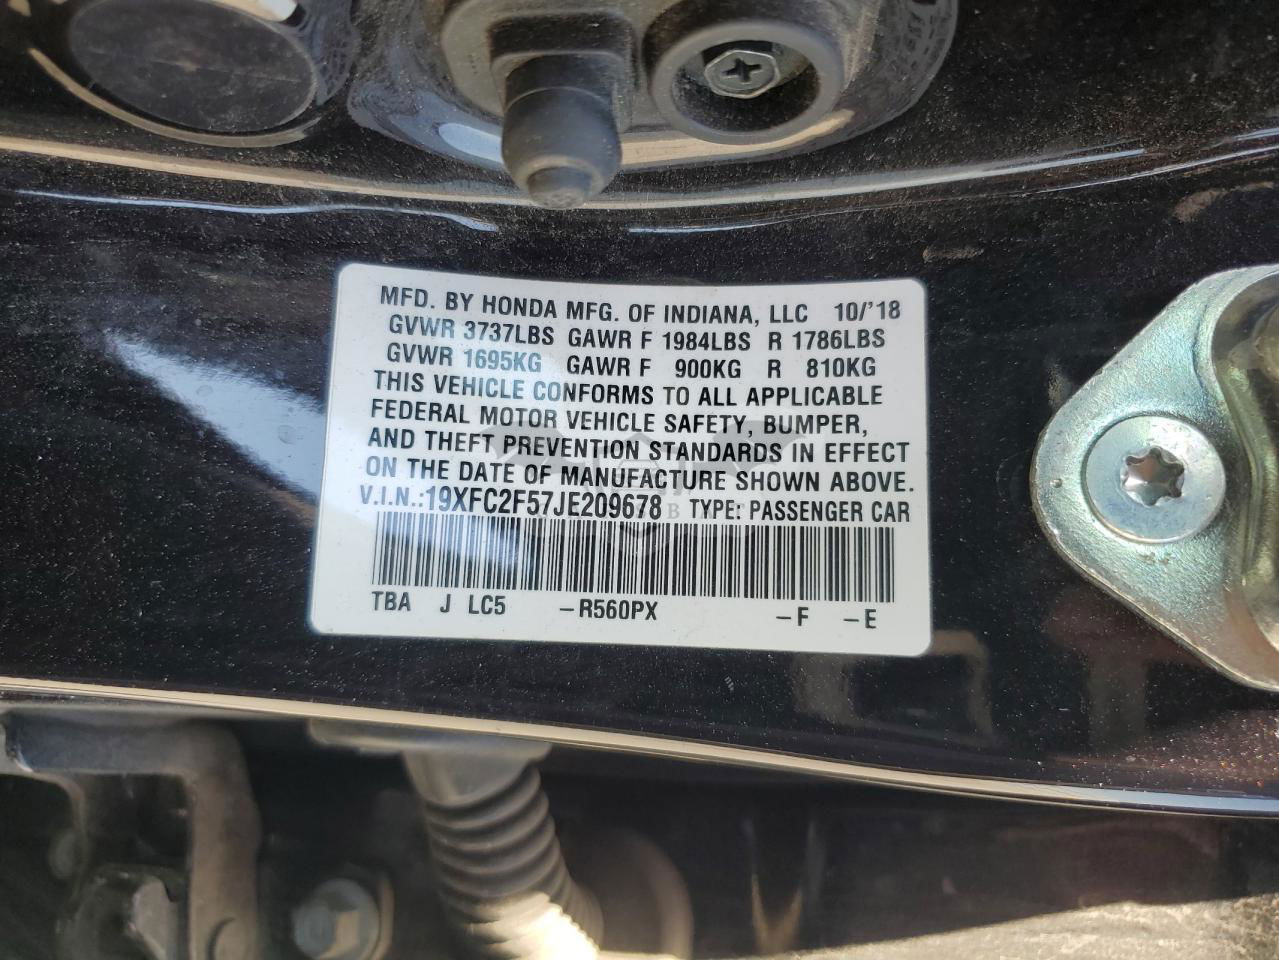 MFD. BY HONDA MFG. OF INDIANA, LLC 10/'18
GVWR 3737LBS GAWR F 1984LBS R 1786LBS
GVWR 1695KG GAWR F 900KG R 810KG
THIS VEHICLE CONFORMS TO ALL APPLICABLE
FEDERAL MOTOR VEHICLE SAFETY, BUMPER,
AND THEFT PREVENTION STANDARDS IN EFFECT
ON THE DATE OF MANUFACTURE SHOWN ABOVE.
V.I.N.:19XFC2F57JE209678 TYPE: PASSENGER CAR
TBA J LC5 –R560PX –F –E